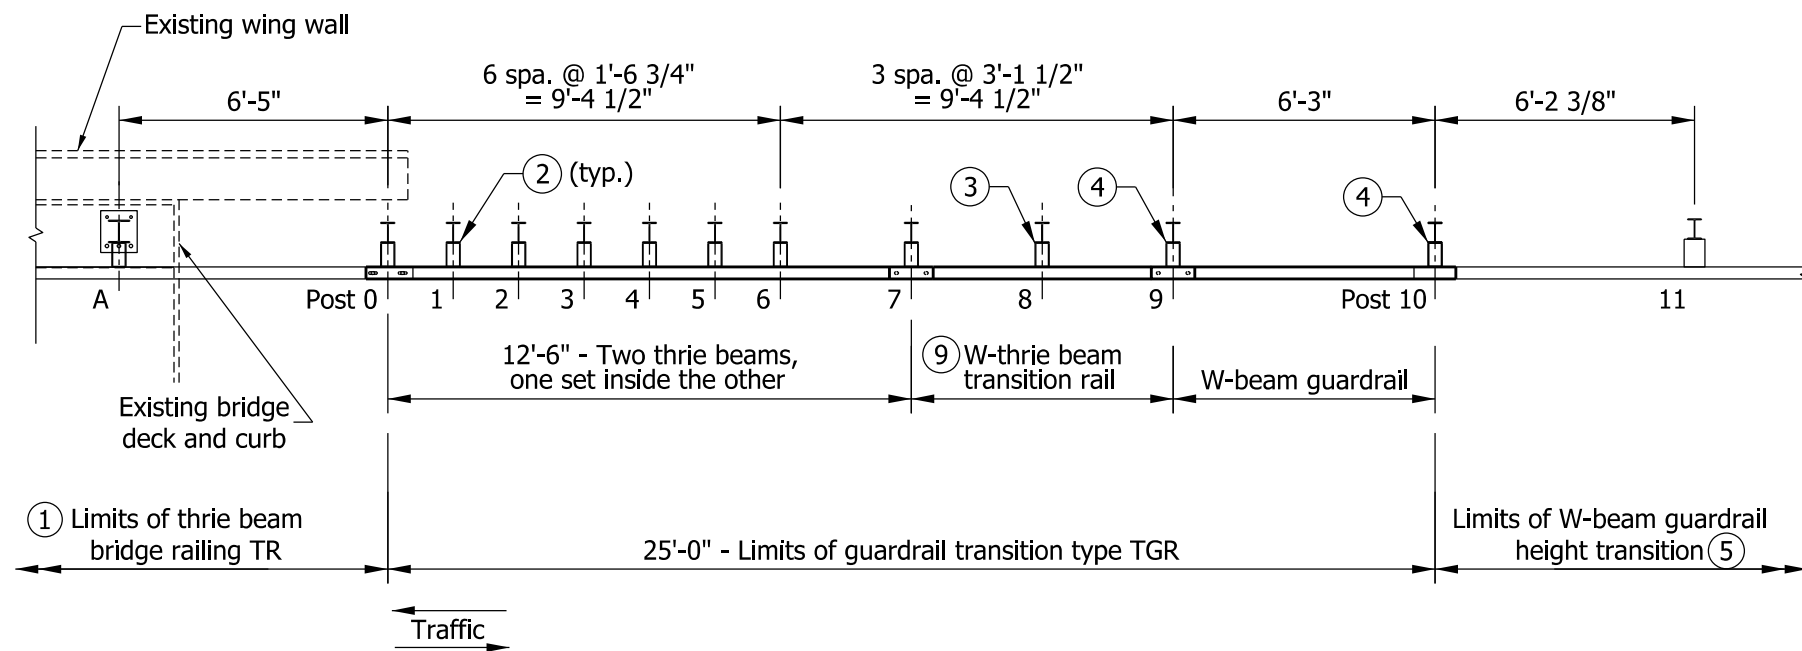 Existing wing wall
6'-5"
6 spa. @ 1'-6 3/4"
= 9'-4 1/2"
3 spa. @ 3'-1 1/2"
= 9'-4 1/2"
6'-3"
6'-2 3/8"
2 (typ.)
3
4
4
A
Post 0
1
2
3
4
5
6
7
8
9
Post 10
11
12'-6" - Two thrie beams,
one set inside the other
9 W-thrie beam
transition rail
W-beam guardrail
Existing bridge
deck and curb
1 Limits of thrie beam
bridge railing TR
25'-0" - Limits of guardrail transition type TGR
Limits of W-beam guardrail
height transition 5
Traffic